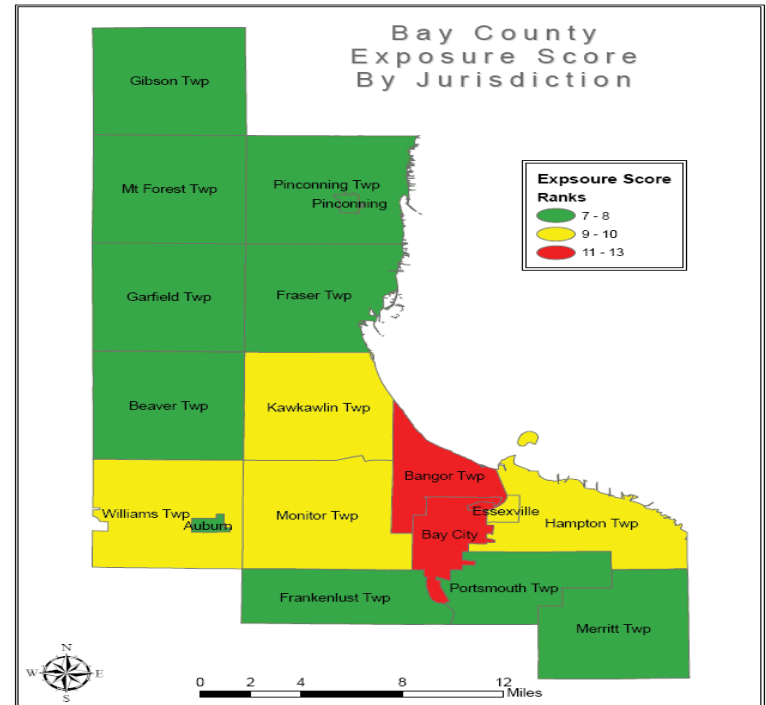 Bay County
Exposure Score
By Jurisdiction
Gibson Twp
Mt Forest Twp
Pinconning Twp
Pinconning
Expsoure Score
Ranks
7 - 8
9 - 10
11 - 13
Garfield Twp
Fraser Twp
Beaver Twp
Kawkawlin Twp
Bangor Twp
Williams Twp
Auburn
Monitor Twp
Essexville
Bay City
Hampton Twp
Frankenlust Twp
Portsmouth Twp
Merritt Twp
N
W
E
S
0 2 4 8 12
Miles